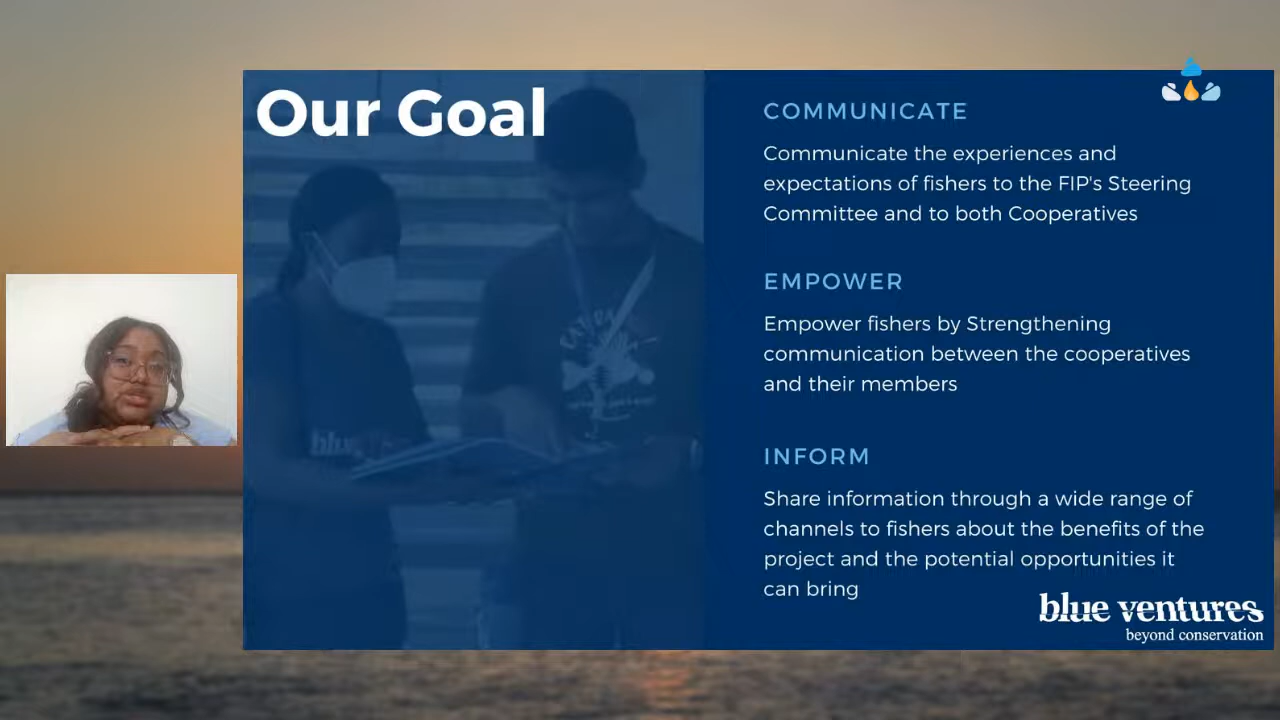 Our Goal
COMMUNICATE
Communicate the experiences and
expectations of fishers to the FIP's Steering
Committee and to both Cooperatives
EMPOWER
Empower fishers by Strengthening
communication between the cooperatives
and their members
INFORM
Share information through a wide range of
channels to fishers about the benefits of the
project and the potential opportunities it
can bring
blue ventures
beyond conservation
blue